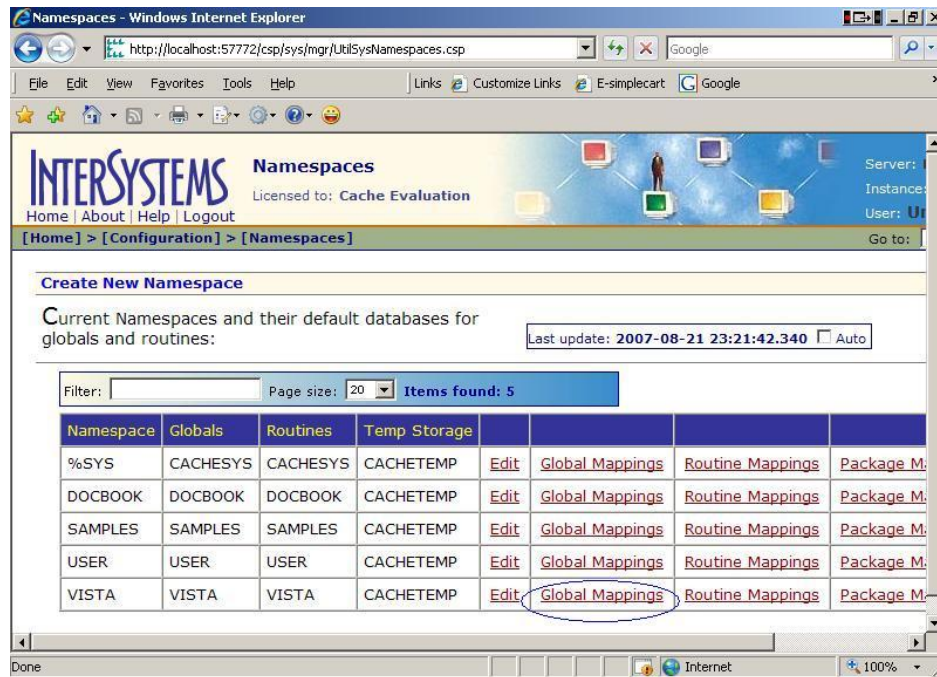 Namespaces - Windows Internet Explorer
http://localhost:57772/csp/sys/mgr/UtilSysNamespaces.csp
Google
File Edit View Favorites Tools Help
Links Customize Links E-simplecart Google
INTERSYSTEMS
Namespaces
Licensed to: Cache Evaluation
Server:
Instance:
User:
Home | About | Help | Logout
[Home] > [Configuration] > [Namespaces]
Go to:
Create New Namespace
Current Namespaces and their default databases for
globals and routines:
Last update: 2007-08-21 23:21:42.340 Auto
Filter: Page size: 20 Items found: 5
Namespace Globals Routines Temp Storage
%SYS CACHESYS CACHESYS CACHETEMP Edit Global Mappings Routine Mappings Package
DOCBOOK DOCBOOK DOCBOOK CACHETEMP Edit Global Mappings Routine Mappings Package
SAMPLES SAMPLES SAMPLES CACHETEMP Edit Global Mappings Routine Mappings Package
USER USER USER CACHETEMP Edit Global Mappings Routine Mappings Package
VISTA VISTA VISTA CACHETEMP Edit Global Mappings Routine Mappings Package
Done
Internet
100%